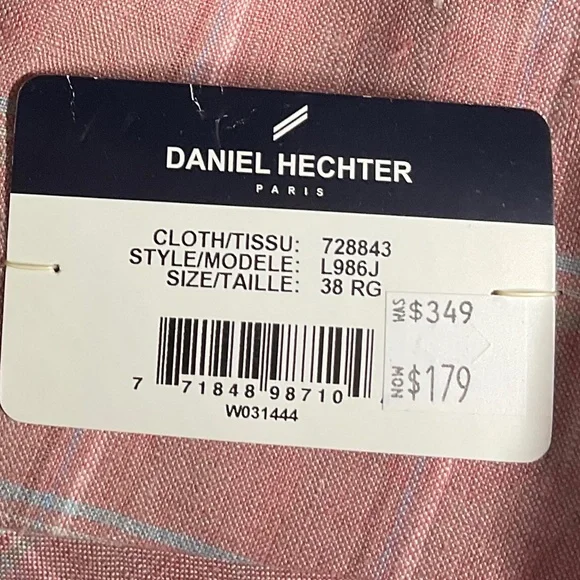 DANIEL HECHTER
PARIS
CLOTH/TISSU: 728843
STYLE/MODELE: L986J
SIZE/TAILLE: 38 RG
WAS $349
NOW $179
7 71848 98710
W031444